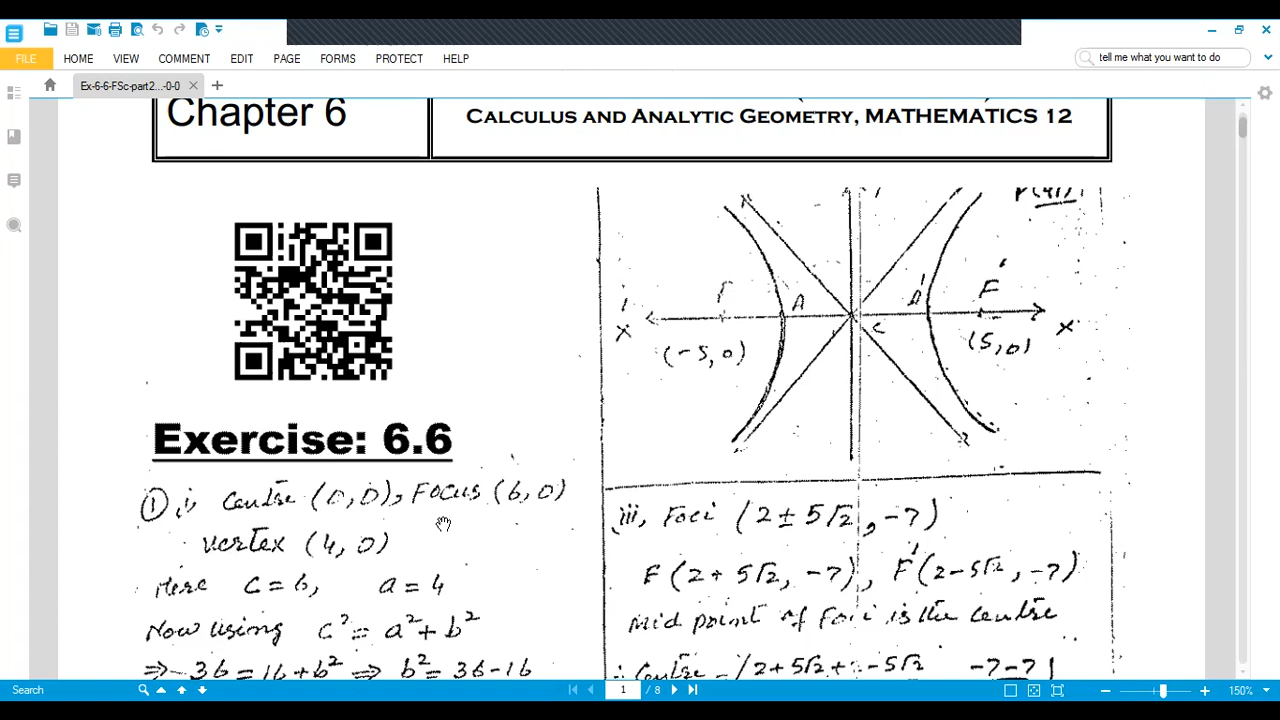 FILE HOME VIEW COMMENT EDIT PAGE FORMS PROTECT HELP
tell me what you want to do
Ex-6-6-FSc-part2...-0-0
Chapter 6
CALCULUS AND ANALYTIC GEOMETRY, MATHEMATICS 12
Exercise: 6.6
① i, Centre (0,0), Focus (6,0)
vertex (4,0)
Here c=6, a=4
Now using c² = a² + b²
⇒ 36 = 16 + b² ⇒ b² = 36-16
F A C A' F'
X' X
(-5,0) (5,0)
iii, Foci (2±5√2, -7)
F(2+5√2, -7), F'(2-5√2, -7)
Mid point of Foci is the centre
∴ Centre -7-7
Search
1 / 8
150%